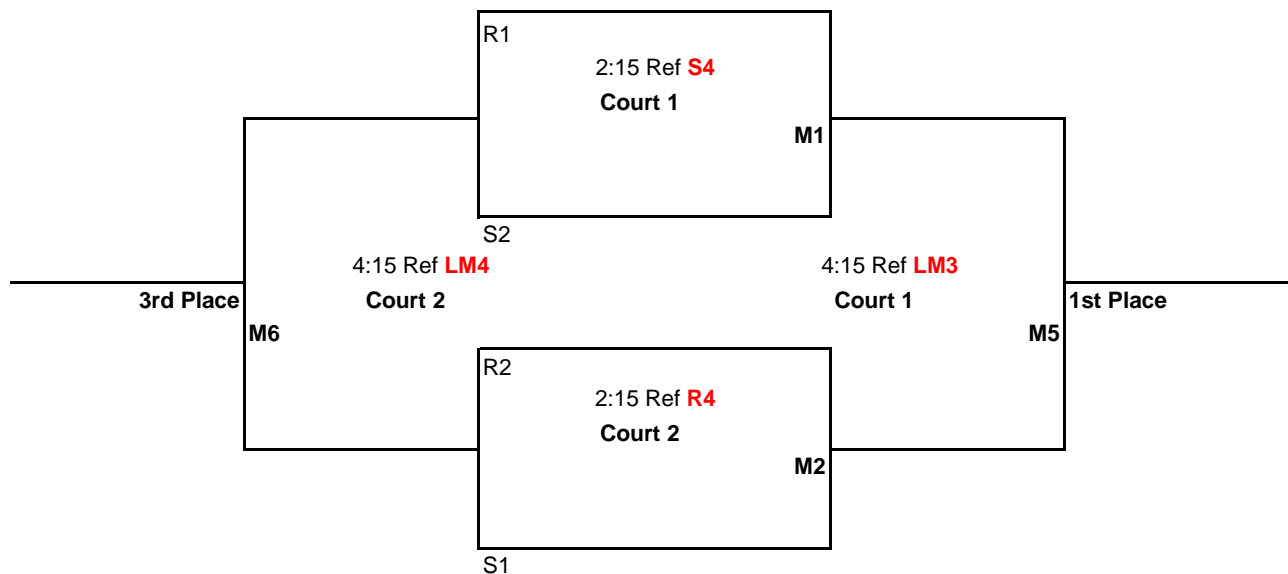 R1
2:15 Ref S4
Court 1
M1
S2
4:15 Ref LM4
4:15 Ref LM3
Court 2
Court 1
3rd Place
1st Place
M6
M5
R2
2:15 Ref R4
Court 2
M2
S1